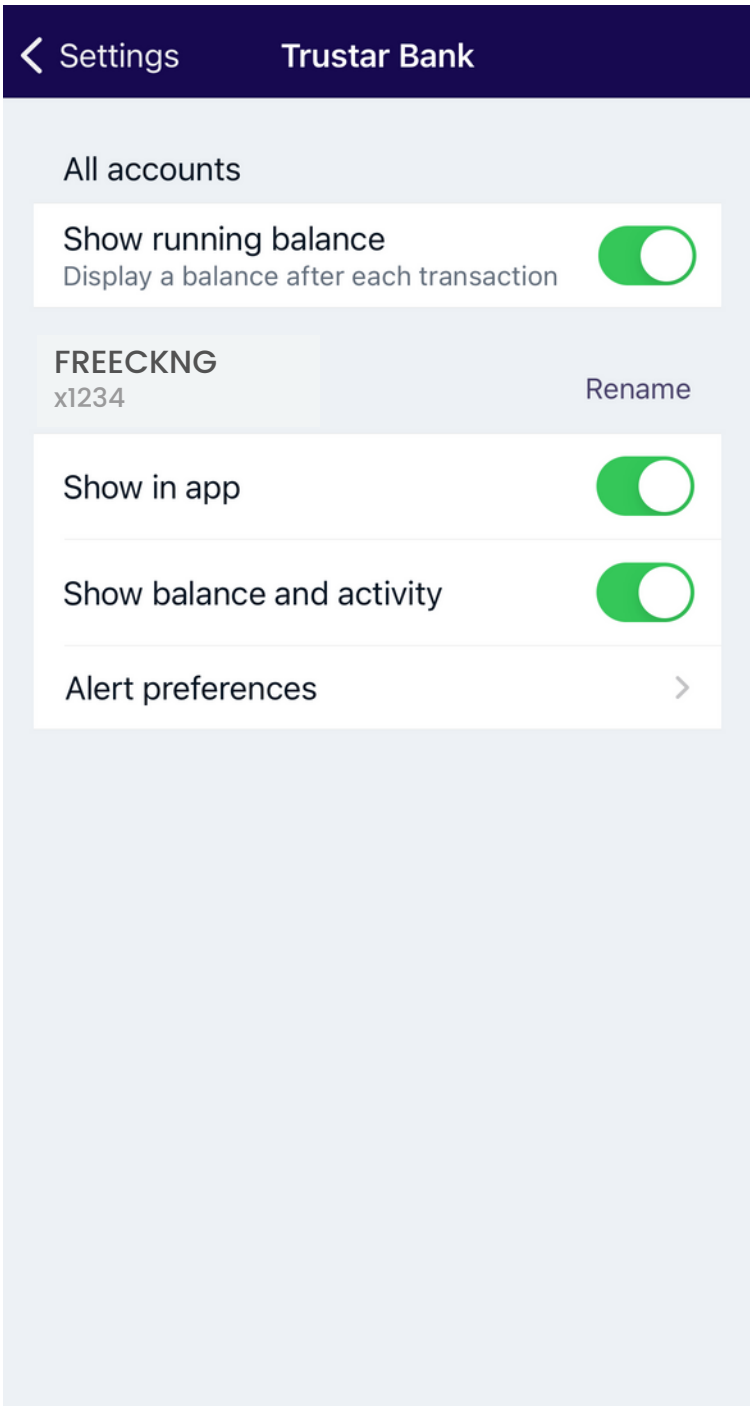 Settings Trustar Bank
All accounts
Show running balance
Display a balance after each transaction
FREECKNG
x1234
Rename
Show in app
Show balance and activity
Alert preferences